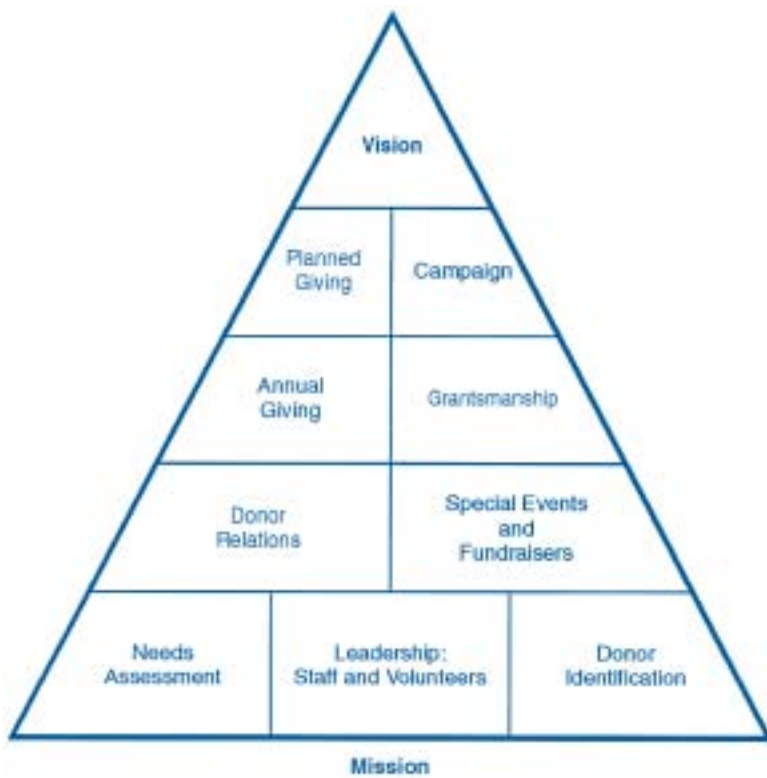 Vision
Planned
Giving
Campaign
Annual
Giving
Grantsmanship
Donor
Relations
Special Events
and
Fundraisers
Needs
Assessment
Leadership:
Staff and Volunteers
Donor
Identification
Mission